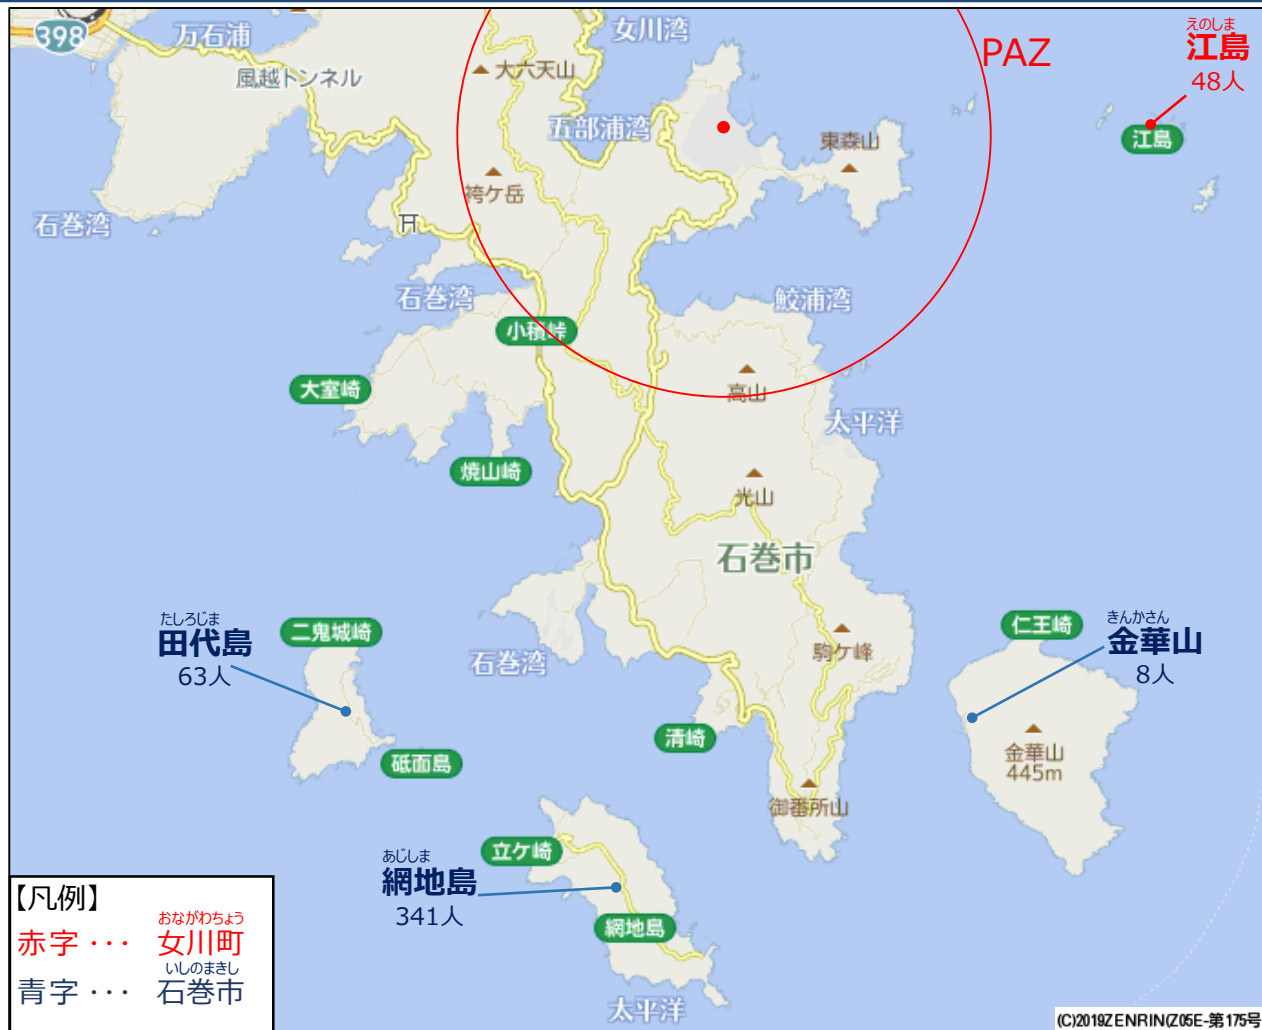 398
万石浦
女川湾
PAZ
えのしま
江島
48人
大六天山
風越トンネル
五部浦湾
東森山
江島
袴ケ岳
石巻湾
石巻湾
鮫浦湾
小積峠
大室崎
高山
太平洋
焼山崎
光山
石巻市
たしろじま
田代島
63人
二鬼城崎
石巻湾
駒ケ峰
仁王崎
きんかさん
金華山
8人
清崎
砥面島
金華山
445m
御番所山
立ケ崎
あじしま
網地島
341人
網地島
太平洋
【凡例】
赤字・・・ 女川町
おながわちょう
青字・・・ 石巻市
いしのまきし
(C)2019ZENRIN(Z05E-第175号